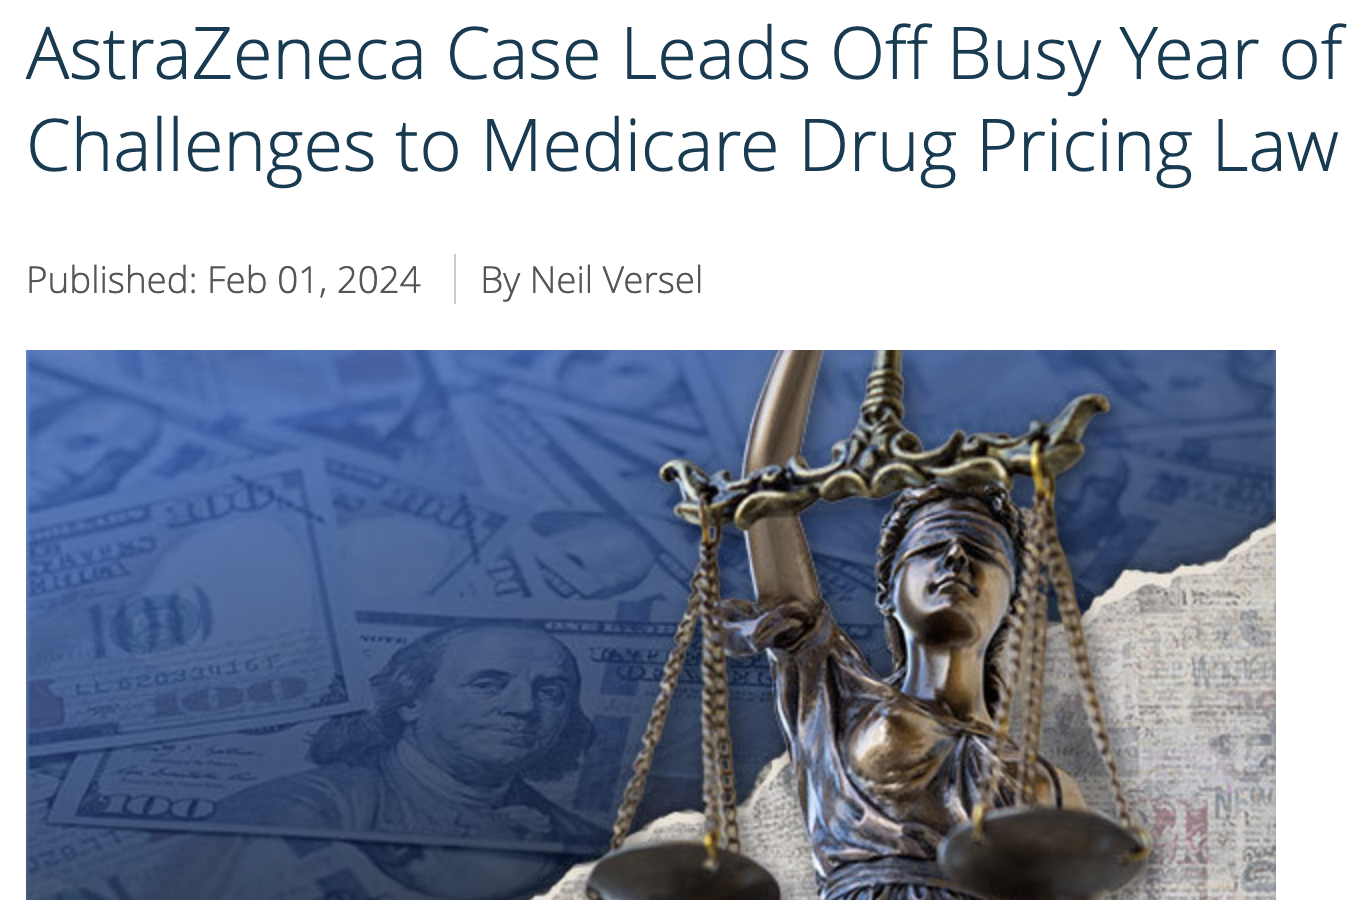 AstraZeneca Case Leads Off Busy Year of
Challenges to Medicare Drug Pricing Law
Published: Feb 01, 2024
By Neil Versel
100